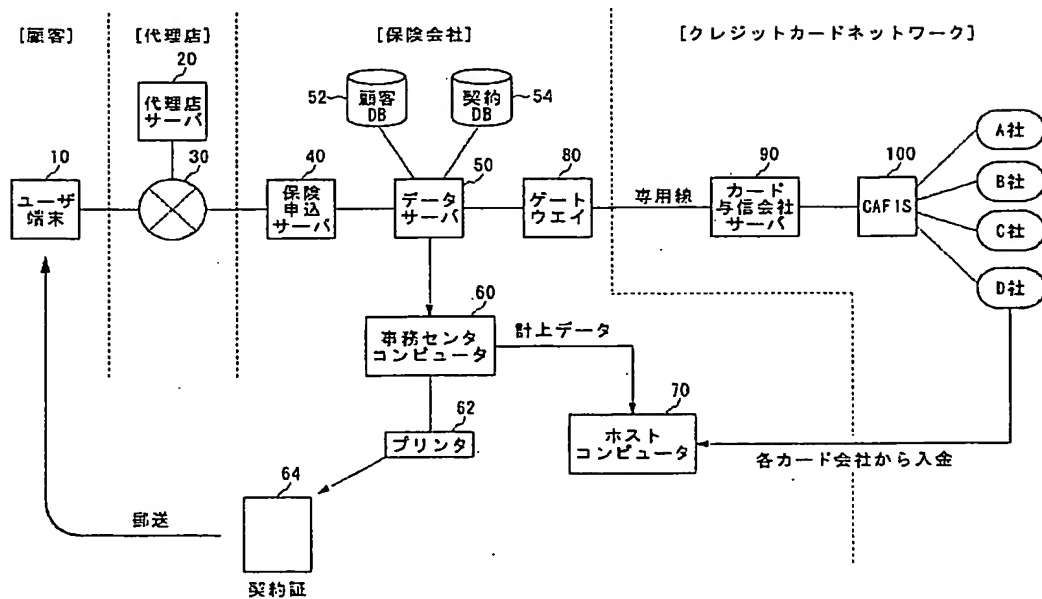 [顧客]
[代理店]
[保険会社]
[クレジットカードネットワーク]
20
代理店
サーバ
52
顧客
DB
契約
DB
54
10
ユーザ
端末
30
40
保険
申込
サーバ
50
データ
サーバ
80
ゲート
ウエイ
専用線
90
カード
与信会社
サーバ
100
CAFIS
A社
B社
C社
D社
60
事務センタ
コンピュータ
計上データ
62
プリンタ
70
ホスト
コンピュータ
各カード会社から入金
64
郵送
契約証